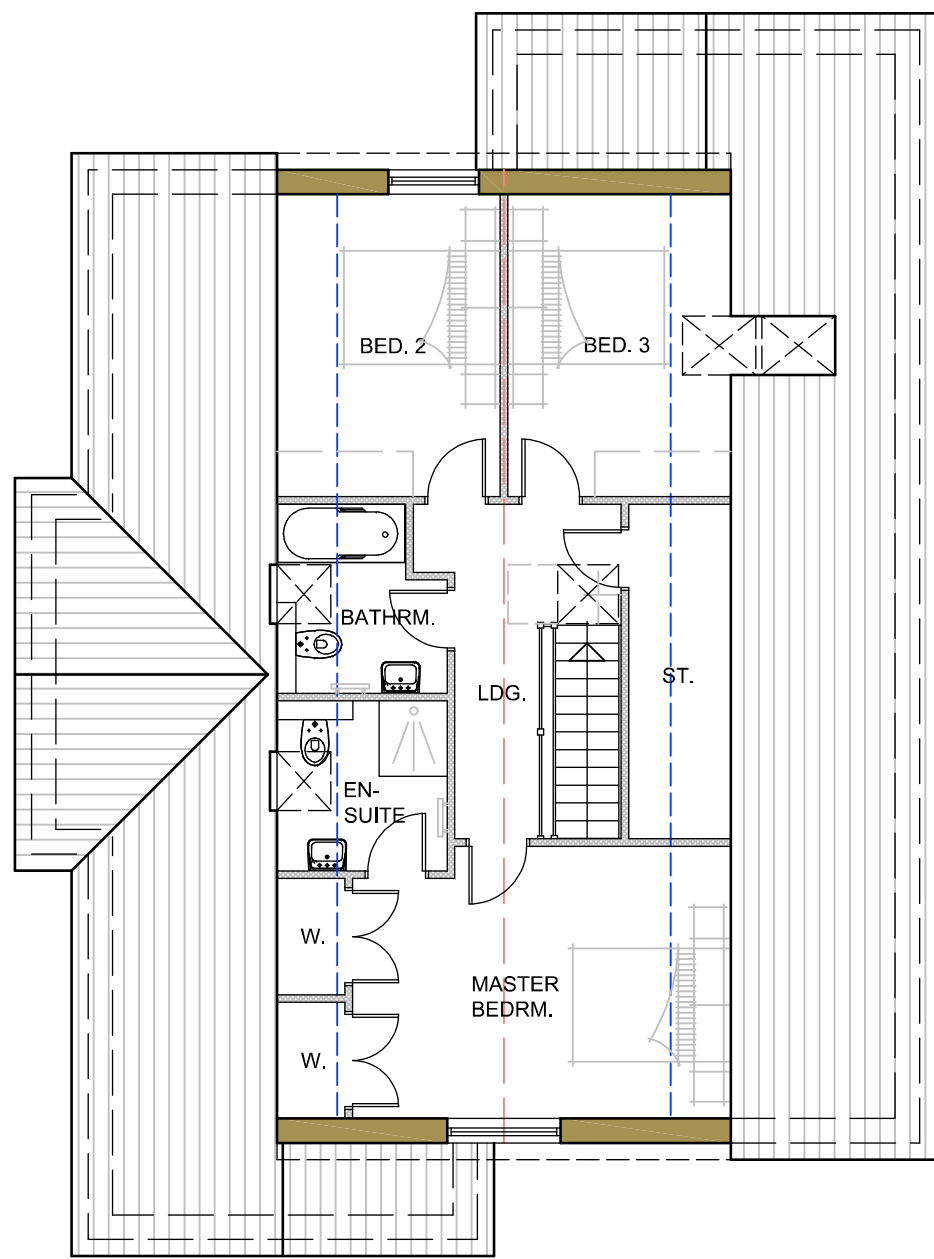 BED. 2
BED. 3
BATHRM.
LDG.
ST.
EN-
SUITE
W.
MASTER
BEDRM.
W.